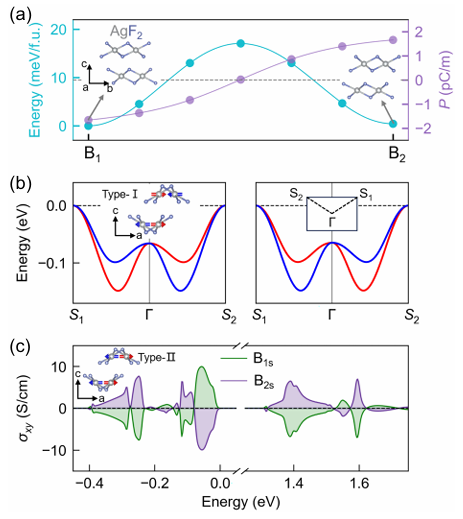 (a)
AgF2
Energy (meV/f.u.)
20
10
0
c
a
b
P (pC/m)
2
1
0
−1
−2
B1
B2
(b)
Energy (eV)
0.0
−0.1
Type-I
c
a
S1
Γ
S2
S2
S1
Γ
S1
Γ
S2
(c)
σxy (S/cm)
10
0
−10
Type-II
c
a
B1s
B2s
−0.4
−0.2
0.0
1.4
1.6
Energy (eV)